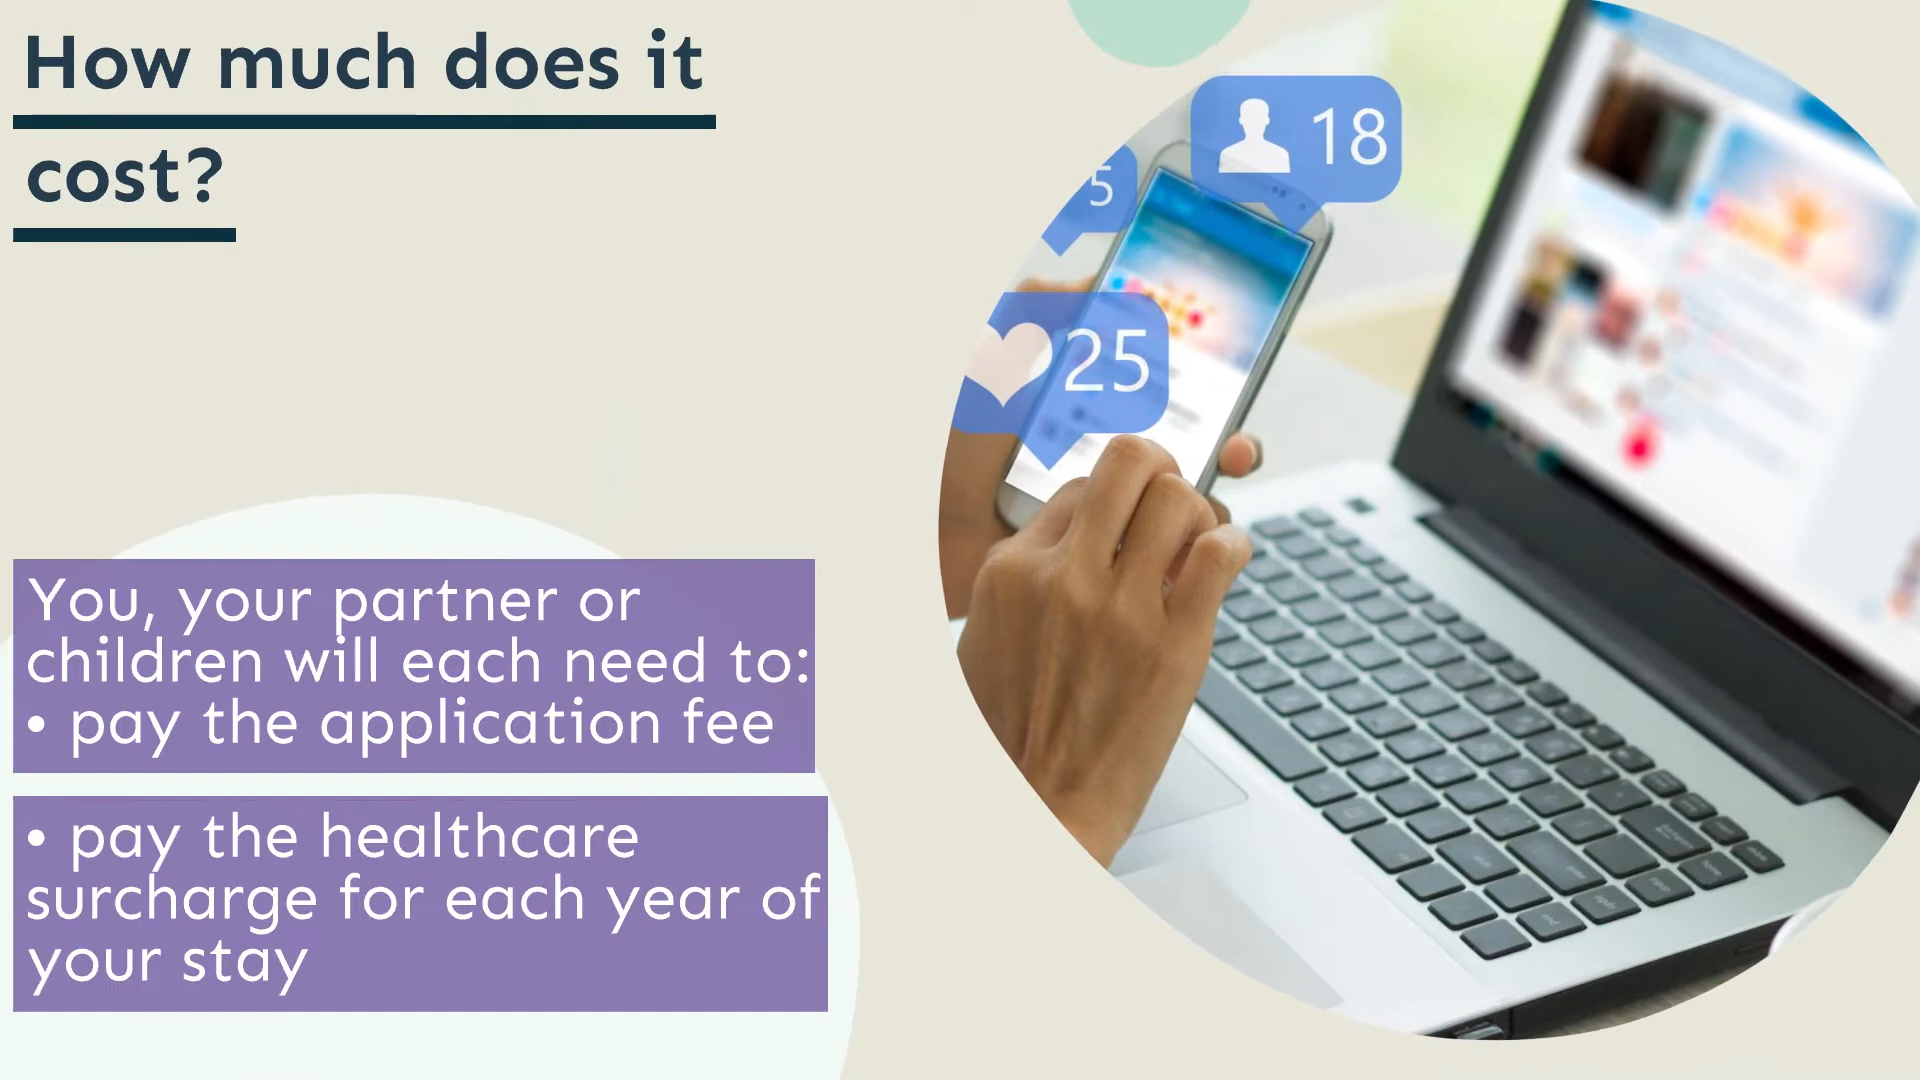 How much does it
cost?
You, your partner or
children will each need to:
• pay the application fee
• pay the healthcare
surcharge for each year of
your stay
18
5
25